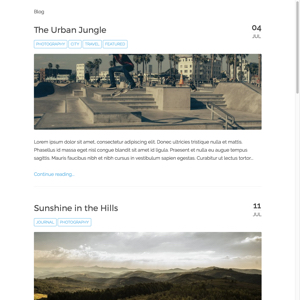 Blog
The Urban Jungle
04
JUL
PHOTOGRAPHY CITY TRAVEL FEATURED
Lorem ipsum dolor sit amet, consectetur adipiscing elit. Donec ultricies tristique nulla et mattis.
Phasellus id massa eget nisl congue blandit sit amet id ligula. Praesent et nulla eu augue tempus
sagittis. Mauris faucibus nibh et nibh cursus in vestibulum sapien egestas. Curabitur ut lectus tortor...
Continue reading...
Sunshine in the Hills
11
JUL
JOURNAL PHOTOGRAPHY